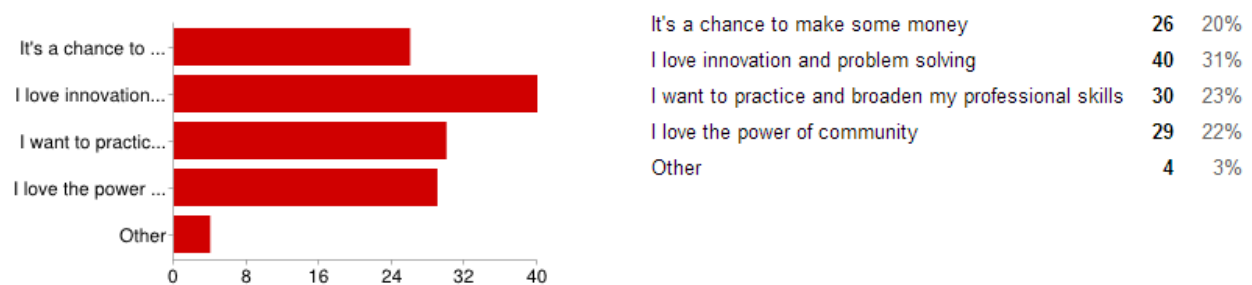 It's a chance to ...
I love innovation...
I want to practic...
I love the power ...
Other
0 8 16 24 32 40
It's a chance to make some money 26 20%
I love innovation and problem solving 40 31%
I want to practice and broaden my professional skills 30 23%
I love the power of community 29 22%
Other 4 3%